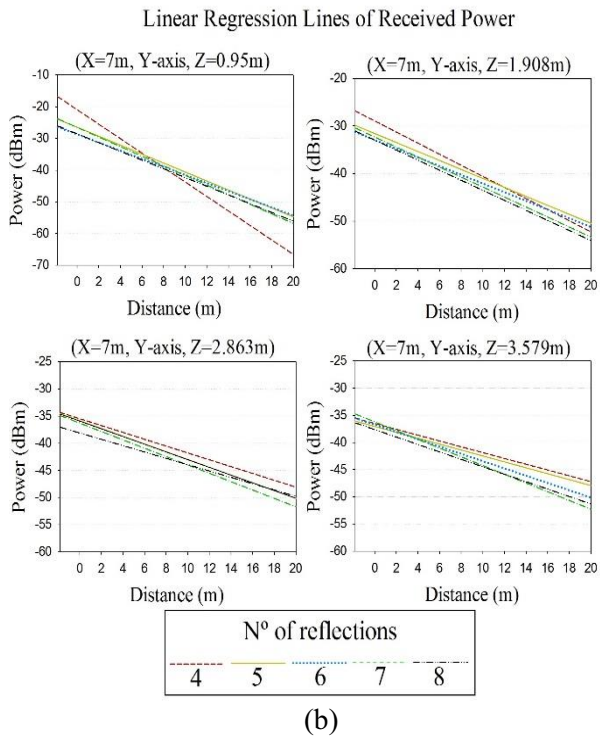 Linear Regression Lines of Received Power
(X=7m, Y-axis, Z=0.95m)
-10
-20
-30
-40
-50
-60
-70
Power (dBm)
0 2 4 6 8 10 12 14 16 18 20
Distance (m)
(X=7m, Y-axis, Z=1.908m)
-20
-30
-40
-50
-60
Power (dBm)
0 2 4 6 8 10 12 14 16 18 20
Distance (m)
(X=7m, Y-axis, Z=2.863m)
-25
-30
-35
-40
-45
-50
-55
-60
Power (dBm)
0 2 4 6 8 10 12 14 16 18 20
Distance (m)
(X=7m, Y-axis, Z=3.579m)
-25
-30
-35
-40
-45
-50
-55
-60
Power (dBm)
0 2 4 6 8 10 12 14 16 18 20
Distance (m)
Nº of reflections
4 5 6 7 8
(b)